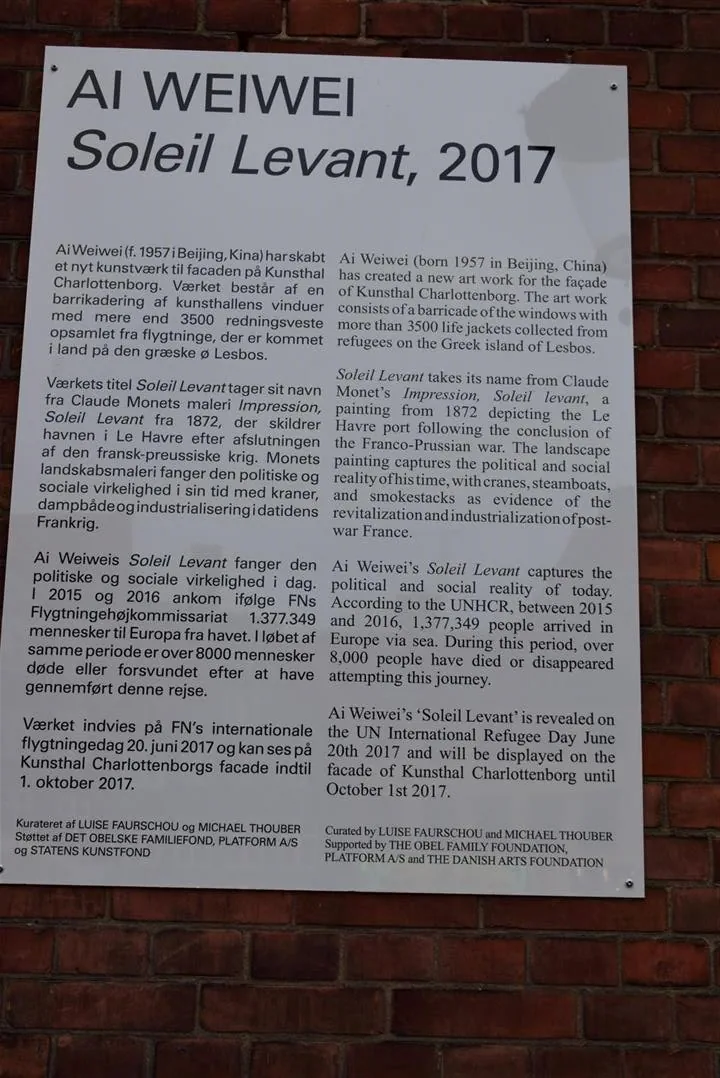 AI WEIWEI
Soleil Levant, 2017
Ai Weiwei (f. 1957 i Beijing, Kina) har skabt
et nyt kunstværk til facaden på Kunsthal
Charlottenborg. Værket består af en
barrikadering af kunsthallens vinduer
med mere end 3500 redningsveste
opsamlet fra flygtninge, der er kommet
i land på den græske ø Lesbos.
Værkets titel Soleil Levant tager sit navn
fra Claude Monets maleri Impression,
Soleil Levant fra 1872, der skildrer
havnen i Le Havre efter afslutningen
af den fransk-preussiske krig. Monets
landskabsmaleri fanger den politiske og
sociale virkelighed i sin tid med kraner,
dampbåde og industrialisering i datidens
Frankrig.
Ai Weiweis Soleil Levant fanger den
politiske og sociale virkelighed i dag.
I 2015 og 2016 ankom ifølge FNs
Flygtningehøjkommissariat 1.377.349
mennesker til Europa fra havet. I løbet af
samme periode er over 8000 mennesker
døde eller forsvundet efter at have
gennemført denne rejse.
Værket indvies på FN's internationale
flygtningedag 20. juni 2017 og kan ses på
Kunsthal Charlottenborgs facade indtil
1. oktober 2017.
Kurateret af LUISE FAURSCHOU og MICHAEL THOUBER
Støttet af DET OBELSKE FAMILIEFOND, PLATFORM A/S
og STATENS KUNSTFOND
Ai Weiwei (born 1957 in Beijing, China)
has created a new art work for the façade
of Kunsthal Charlottenborg. The art work
consists of a barricade of the windows with
more than 3500 life jackets collected from
refugees on the Greek island of Lesbos.
Soleil Levant takes its name from Claude
Monet's Impression, Soleil levant, a
painting from 1872 depicting the Le
Havre port following the conclusion of
the Franco-Prussian war. The landscape
painting captures the political and social
reality of his time, with cranes, steamboats,
and smokestacks as evidence of the
revitalization and industrialization of post-
war France.
Ai Weiwei's Soleil Levant captures the
political and social reality of today.
According to the UNHCR, between 2015
and 2016, 1,377,349 people arrived in
Europe via sea. During this period, over
8,000 people have died or disappeared
attempting this journey.
Ai Weiwei's 'Soleil Levant' is revealed on
the UN International Refugee Day June
20th 2017 and will be displayed on the
facade of Kunsthal Charlottenborg until
October 1st 2017.
Curated by LUISE FAURSCHOU and MICHAEL THOUBER
Supported by THE OBEL FAMILY FOUNDATION,
PLATFORM A/S and THE DANISH ARTS FOUNDATION